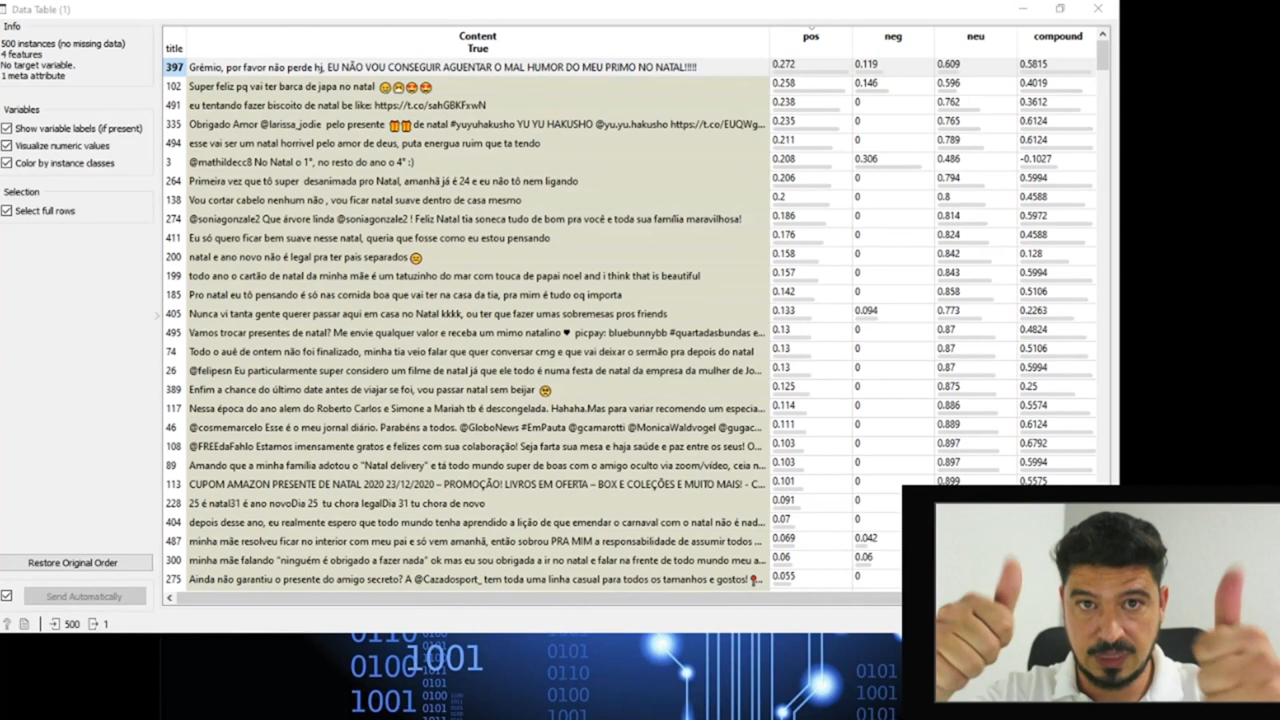 Data Table (1)
Info
500 instances (no missing data)
4 features
No target variable.
1 meta attribute
Variables
Show variable labels (if present)
Visualize numeric values
Color by instance classes
Selection
Select full rows
Restore Original Order
Send Automatically
500 1
title Content True pos neg neu compound
397 Grêmio, por favor não perde hj, EU NÃO VOU CONSEGUIR AGUENTAR O MAL HUMOR DO MEU PRIMO NO NATAL!!!!! 0.272 0.119 0.609 0.5815
102 Super feliz pq vai ter barca de japa no natal 0.258 0.146 0.596 0.4019
491 eu tentando fazer biscoito de natal be like: https://t.co/sahGBKFxwN 0.238 0 0.762 0.3612
335 Obrigado Amor @larissa_jodie pelo presente 🎁🎁 de natal #yuyuhakusho YU YU HAKUSHO @yu.yu.hakusho https://t.co/EUQWg... 0.235 0 0.765 0.6124
494 esse vai ser um natal horrivel pelo amor de deus, puta energua ruim que ta tendo 0.211 0 0.789 0.6124
3 @mathildecc8 No Natal o 1°, no resto do ano o 4° :) 0.208 0.306 0.486 -0.1027
264 Primeira vez que tô super desanimada pro Natal, amanhã já é 24 e eu não tô nem ligando 0.206 0 0.794 0.5994
138 Vou cortar cabelo nenhum não , vou ficar natal suave dentro de casa mesmo 0.2 0 0.8 0.4588
274 @soniagonzale2 Que árvore linda @soniagonzale2 ! Feliz Natal tia soneca tudo de bom pra você e toda sua família maravilhosa! 0.186 0 0.814 0.5972
411 Eu só quero ficar bem suave nesse natal, queria que fosse como eu estou pensando 0.176 0 0.824 0.4588
200 natal e ano novo não é legal pra ter pais separados 0.158 0 0.842 0.128
199 todo ano o cartão de natal da minha mãe é um tatuzinho do mar com touca de papai noel and i think that is beautiful 0.157 0 0.843 0.5994
185 Pro natal eu tô pensando é só nas comida boa que vai ter na casa da tia, pra mim é tudo oq importa 0.142 0 0.858 0.5106
405 Nunca vi tanta gente querer passar aqui em casa no Natal kkkk, ou ter que fazer umas sobremesas pros friends 0.133 0.094 0.773 0.2263
495 Vamos trocar presentes de natal? Me envie qualquer valor e receba um mimo natalino ♥ picpay: bluebunnybb #quartadasbundas e... 0.13 0 0.87 0.4824
74 Todo o auê de ontem não foi finalizado, minha tia veio falar que quer conversar cmg e que vai deixar o sermão pra depois do natal 0.13 0 0.87 0.5106
26 @felipesn Eu particularmente super considero um filme de natal já que ele todo é numa festa de natal da empresa da mulher de Jo... 0.13 0 0.87 0.5994
389 Enfim a chance do último date antes de viajar se foi, vou passar natal sem beijar 🥺 0.125 0 0.875 0.25
117 Nessa época do ano alem do Roberto Carlos e Simone a Mariah tb é descongelada. Hahaha.Mas para variar recomendo um especia... 0.114 0 0.886 0.5574
46 @cosmemarcelo Esse é o meu jornal diário. Parabéns a todos. @GloboNews #EmPauta @gcamarotti @MonicaWaldvogel @gugac... 0.111 0 0.889 0.6124
108 @FREEdaFahlo Estamos imensamente gratos e felizes com sua colaboração! Seja farta sua mesa e haja saúde e paz entre os seus! O... 0.103 0 0.897 0.6792
89 Amando que a minha família adotou o "Natal delivery" e tá todo mundo super de boas com o amigo oculto via zoom/vídeo, ceia n... 0.103 0 0.897 0.5994
113 CUPOM AMAZON PRESENTE DE NATAL 2020 23/12/2020 – PROMOÇÃO! LIVROS EM OFERTA – BOX E COLEÇÕES E MUITO MAIS! - C... 0.101 0 0.899 0.5575
228 25 é natal31 é ano novoDia 25 tu chora legalDia 31 tu chora de novo 0.091 0
404 depois desse ano, eu realmente espero que todo mundo tenha aprendido a lição de que emendar o carnaval com o natal não é nad... 0.07 0
487 minha mãe resolveu ficar no interior com meu pai e só vem amanhã, então sobrou PRA MIM a responsabilidade de assumir todos ... 0.069 0.042
300 minha mãe falando "ninguém é obrigado a fazer nada" ok mas eu sou obrigada a ir no natal e falar na frente de todo mundo meu a... 0.06 0.06
275 Ainda não garantiu o presente do amigo secreto? A @Cazadosport_ tem toda uma linha casual para todos os tamanhos e gostos! ... 0.055 0
0110 0101 0101
0100 1001 0101 0100
0101
1001 0100